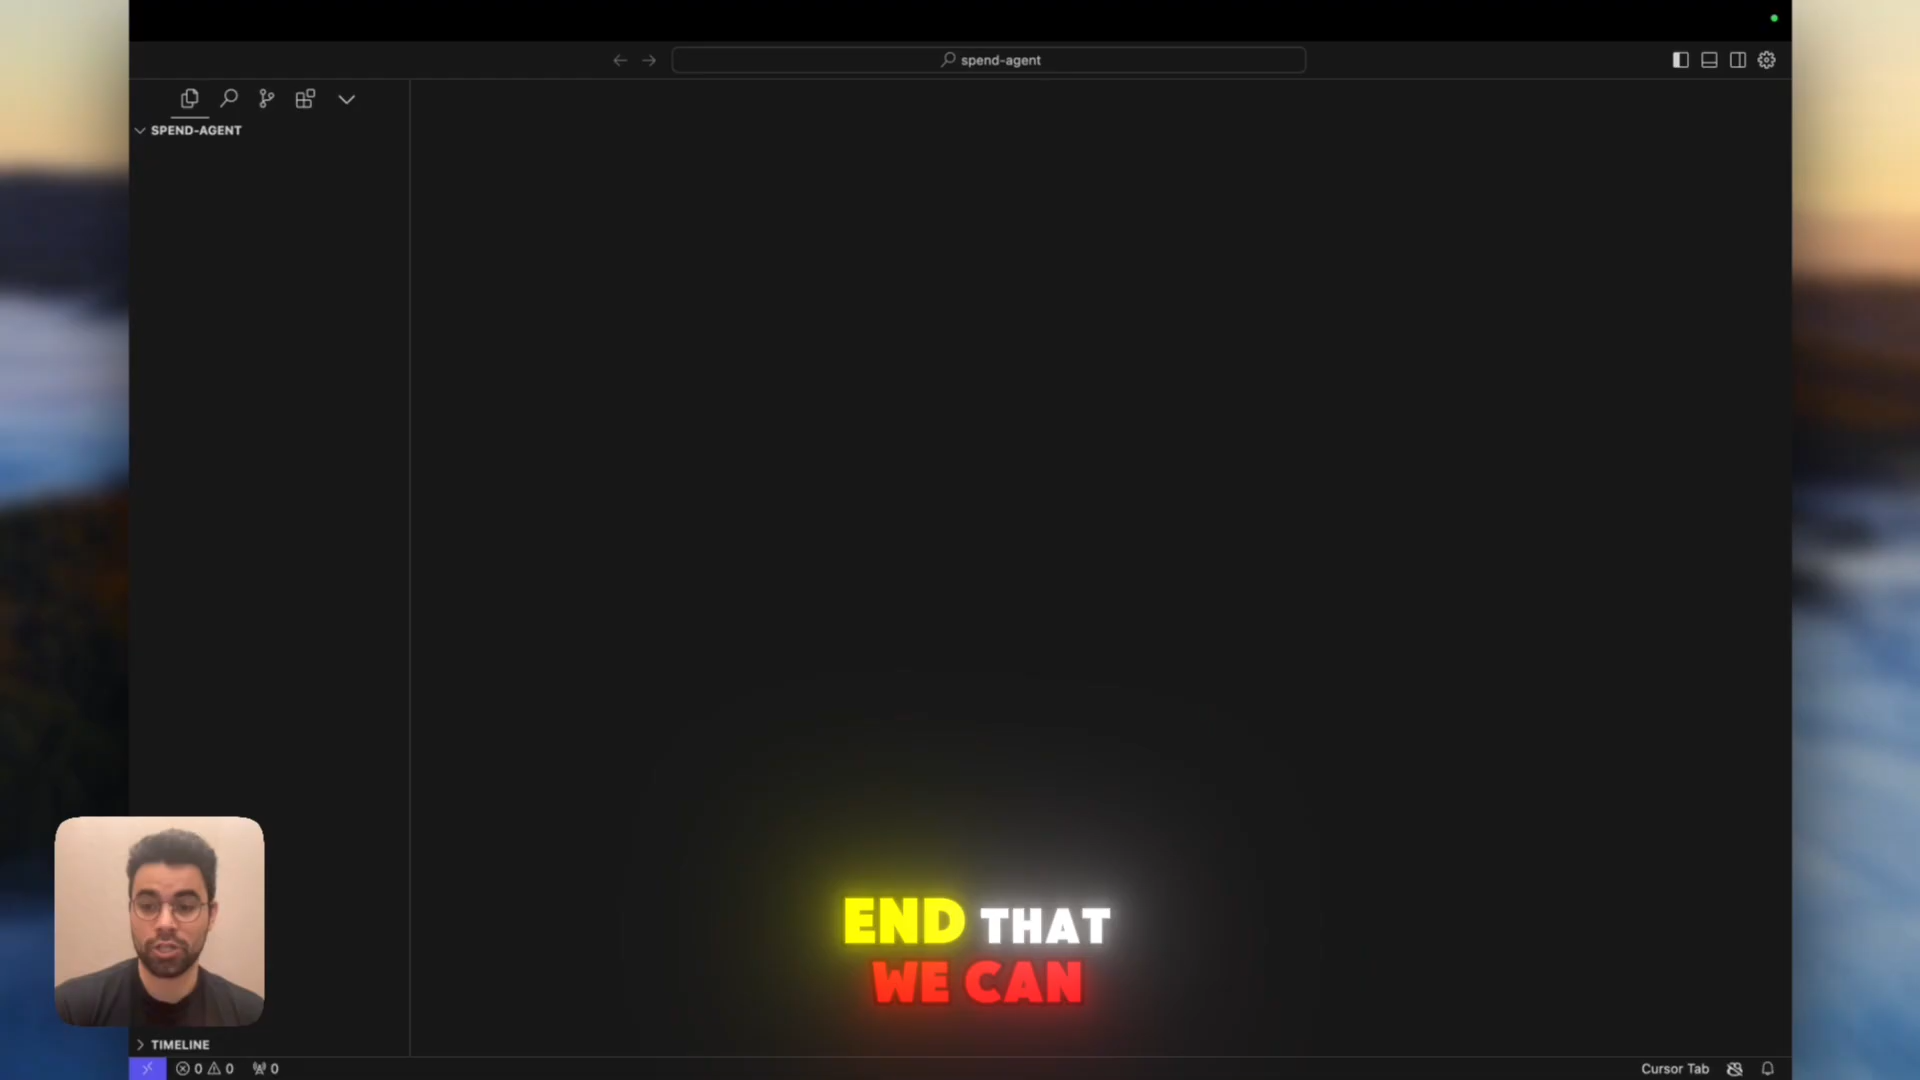 spend-agent
SPEND-AGENT
END THAT
WE CAN
TIMELINE
0 0 0
Cursor Tab